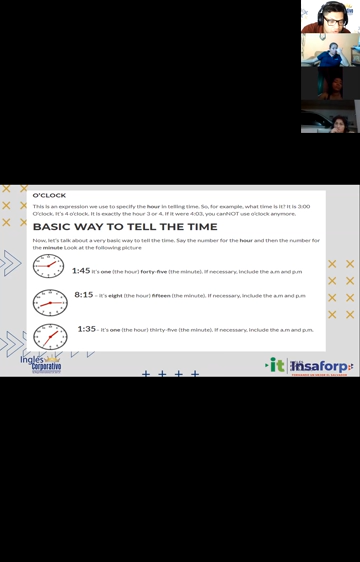 O'CLOCK
This is an expression we use to specify the hour in telling time. So, for example, what time is it? It is 3:00
O'clock. It's 4 o'clock. It is exactly the hour 3 or 4. If it were 4:03, you canNOT use o'clock anymore.
BASIC WAY TO TELL THE TIME
Now, let's talk about a very basic way to tell the time. Say the number for the hour and then the number for
the minute Look at the following picture
1:45 It's one (the hour) forty-five (the minute). If necessary, include the a.m and p.m
8:15 – It's eight (the hour) fifteen (the minute). If necessary, include the a.m and p.m
1:35- It's one (the hour) thirty-five (the minute). If necessary, include the a.m and p.m.
Inglés
Corporativo
it Insaforp